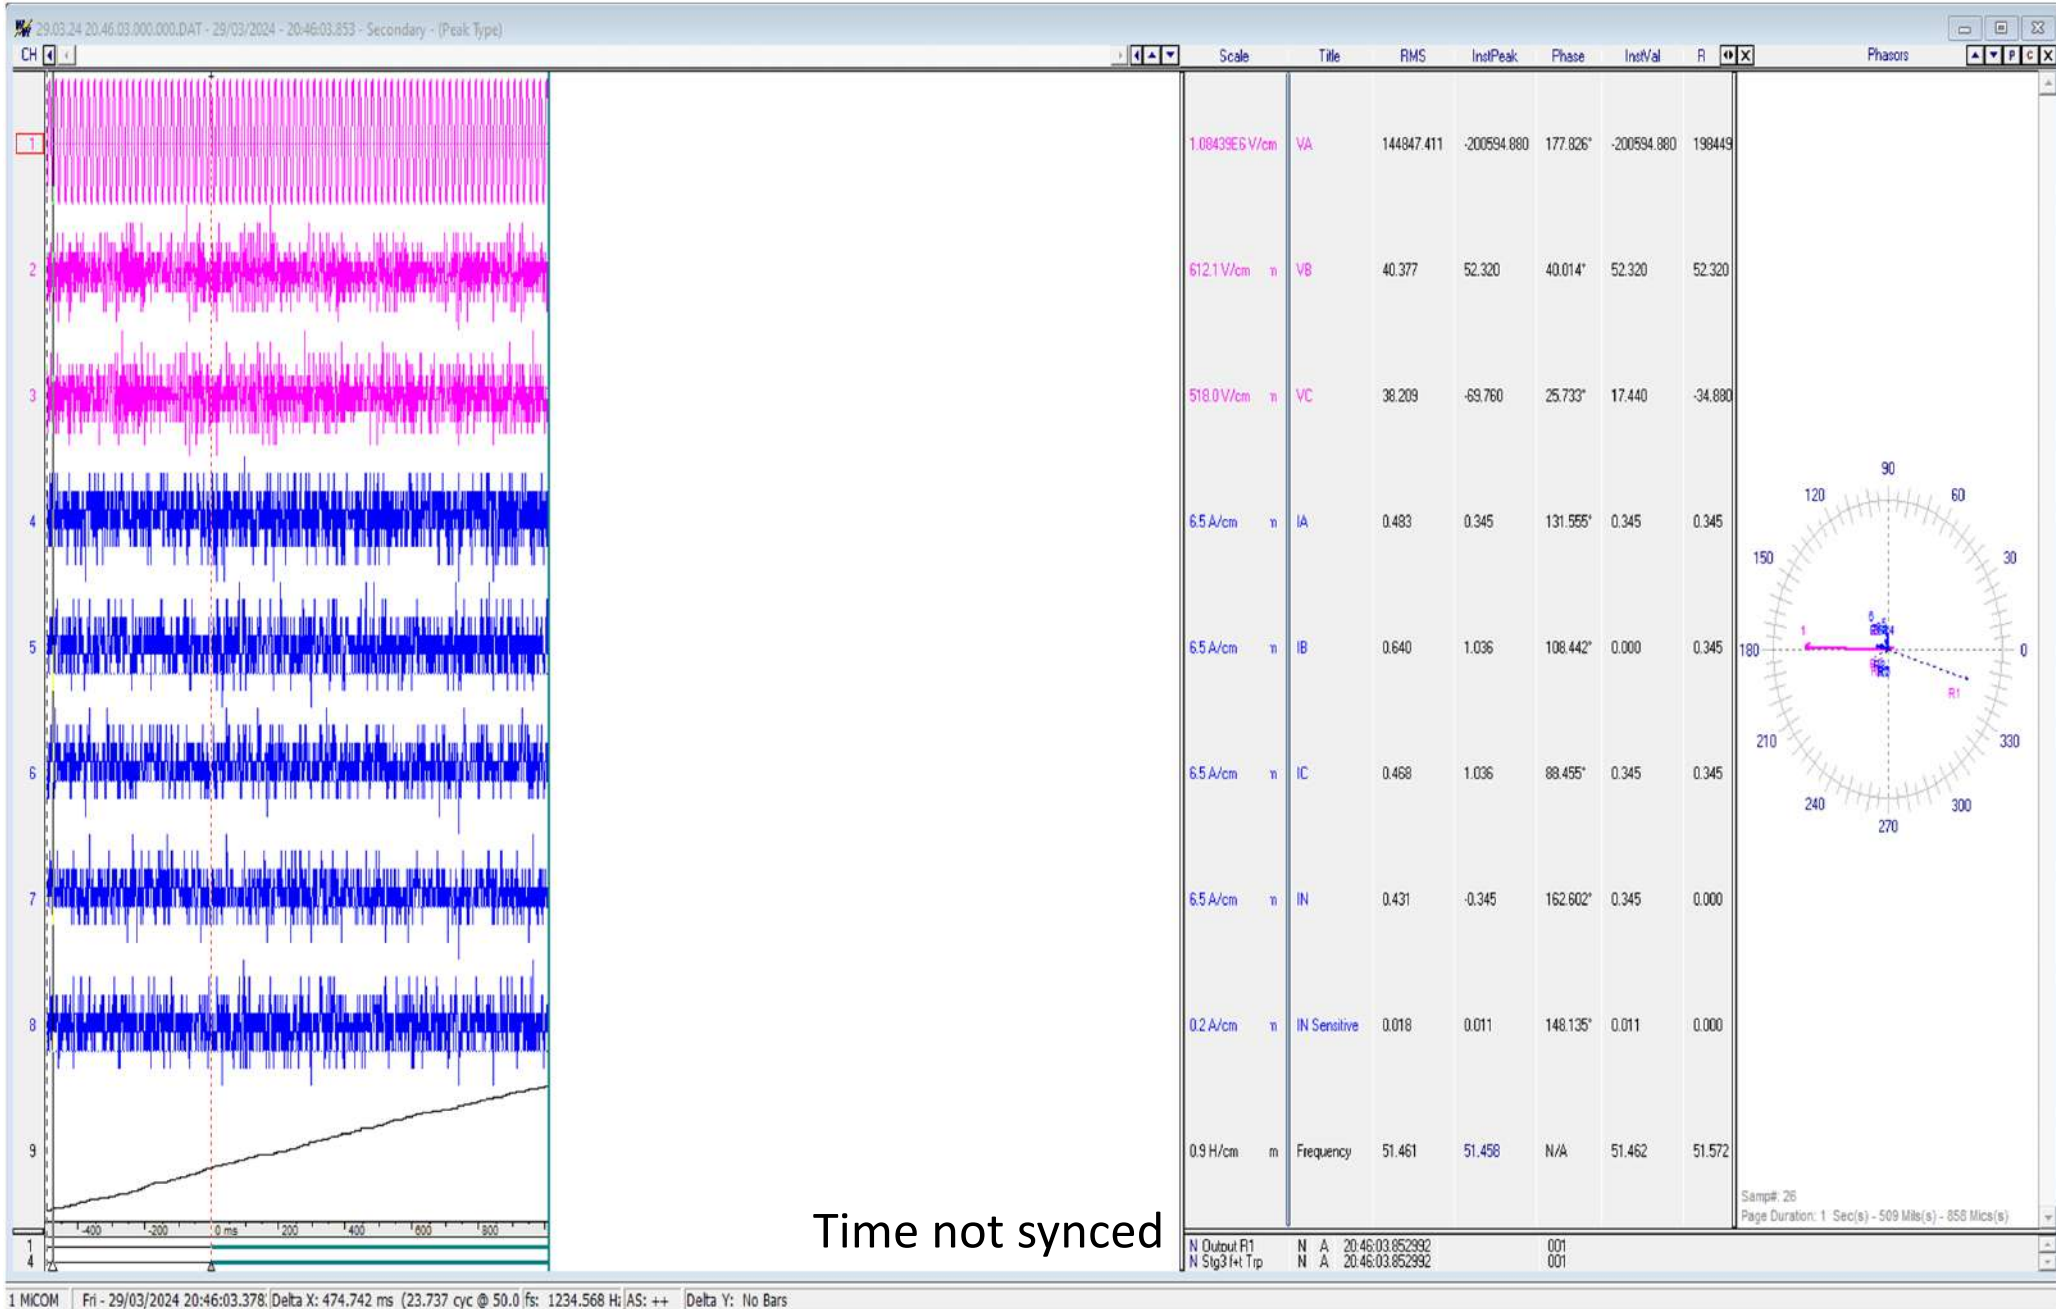 29.03.24 20.46.03.000.000.DAT - 29/03/2024 - 20:46:03.853 - Secondary - (Peak Type)
CH Scale Title RMS InstPeak Phase InstVal R Phasors P C X
1 1.08439E6 V/cm VA 144847.411 -200594.880 177.826° -200594.880 198449
2 612.1 V/cm m VB 40.377 52.320 40.014° 52.320 52.320
3 518.0 V/cm m VC 38.209 -69.760 25.733° 17.440 -34.880
4 6.5 A/cm m IA 0.483 0.345 131.555° 0.345 0.345
5 6.5 A/cm m IB 0.640 1.036 108.442° 0.000 0.345
6 6.5 A/cm m IC 0.468 1.036 88.455° 0.345 0.345
7 6.5 A/cm m IN 0.431 -0.345 162.602° 0.345 0.000
8 0.2 A/cm m IN Sensitive 0.018 0.011 148.135° 0.011 0.000
9 0.9 H/cm m Frequency 51.461 51.458 N/A 51.462 51.572
90
120 60
150 30
180 0
1
6
R1
210 330
240 300
270
Samp#: 26
Page Duration: 1 Sec(s) - 509 Mils(s) - 858 Mics(s)
-400 -200 0 ms 200 400 600 800
Time not synced
1 N Output R1 N A 20:46:03.852992 001
4 N Stg3 f+t Trp N A 20:46:03.852992 001
1 MiCOM Fri - 29/03/2024 20:46:03.378 Delta X: 474.742 ms (23.737 cyc @ 50.0 fs: 1234.568 Hz AS: ++ Delta Y: No Bars